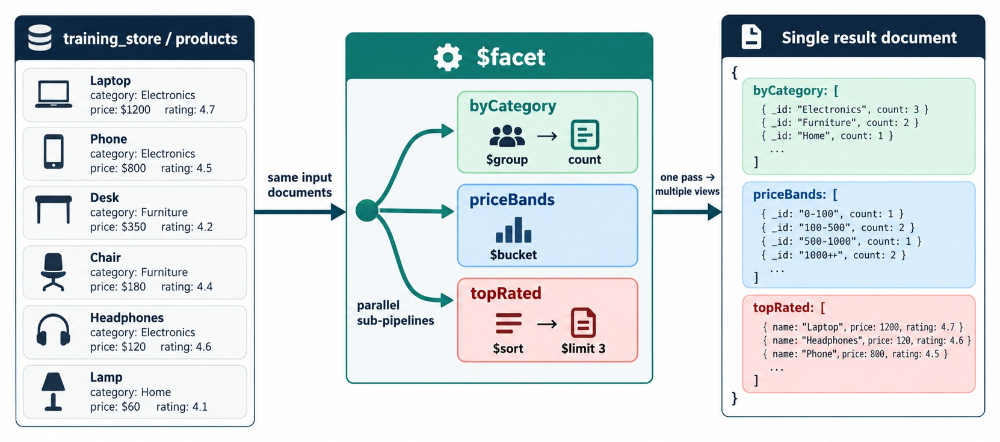 training_store / products
Laptop
category: Electronics
price: $1200 rating: 4.7
Phone
category: Electronics
price: $800 rating: 4.5
Desk
category: Furniture
price: $350 rating: 4.2
Chair
category: Furniture
price: $180 rating: 4.4
Headphones
category: Electronics
price: $120 rating: 4.6
Lamp
category: Home
price: $60 rating: 4.1
same input
documents
$facet
byCategory
→
$group count
priceBands
$bucket
parallel
sub-pipelines
topRated
→
$sort $limit 3
one pass →
multiple views
Single result document
{
byCategory: [
{ _id: "Electronics", count: 3 }
{ _id: "Furniture", count: 2 }
{ _id: "Home", count: 1 }
...
]
priceBands: [
{ _id: "0-100", count: 1 }
{ _id: "100-500", count: 2 }
{ _id: "500-1000", count: 1 }
{ _id: "1000++", count: 2 }
...
]
topRated: [
{ name: "Laptop", price: 1200, rating: 4.7 }
{ name: "Headphones", price: 120, rating: 4.6 }
{ name: "Phone", price: 800, rating: 4.5 }
...
]
}